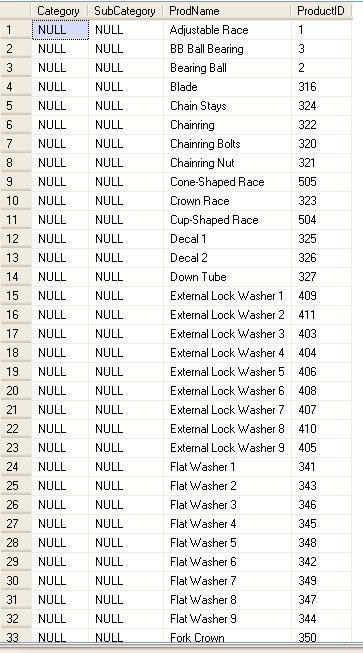 Category SubCategory ProdName ProductID
1 NULL NULL Adjustable Race 1
2 NULL NULL BB Ball Bearing 3
3 NULL NULL Bearing Ball 2
4 NULL NULL Blade 316
5 NULL NULL Chain Stays 324
6 NULL NULL Chainring 322
7 NULL NULL Chainring Bolts 320
8 NULL NULL Chainring Nut 321
9 NULL NULL Cone-Shaped Race 505
10 NULL NULL Crown Race 323
11 NULL NULL Cup-Shaped Race 504
12 NULL NULL Decal 1 325
13 NULL NULL Decal 2 326
14 NULL NULL Down Tube 327
15 NULL NULL External Lock Washer 1 409
16 NULL NULL External Lock Washer 2 411
17 NULL NULL External Lock Washer 3 403
18 NULL NULL External Lock Washer 4 404
19 NULL NULL External Lock Washer 5 406
20 NULL NULL External Lock Washer 6 408
21 NULL NULL External Lock Washer 7 407
22 NULL NULL External Lock Washer 8 410
23 NULL NULL External Lock Washer 9 405
24 NULL NULL Flat Washer 1 341
25 NULL NULL Flat Washer 2 343
26 NULL NULL Flat Washer 3 346
27 NULL NULL Flat Washer 4 345
28 NULL NULL Flat Washer 5 348
29 NULL NULL Flat Washer 6 342
30 NULL NULL Flat Washer 7 349
31 NULL NULL Flat Washer 8 347
32 NULL NULL Flat Washer 9 344
33 NULL NULL Fork Crown 350